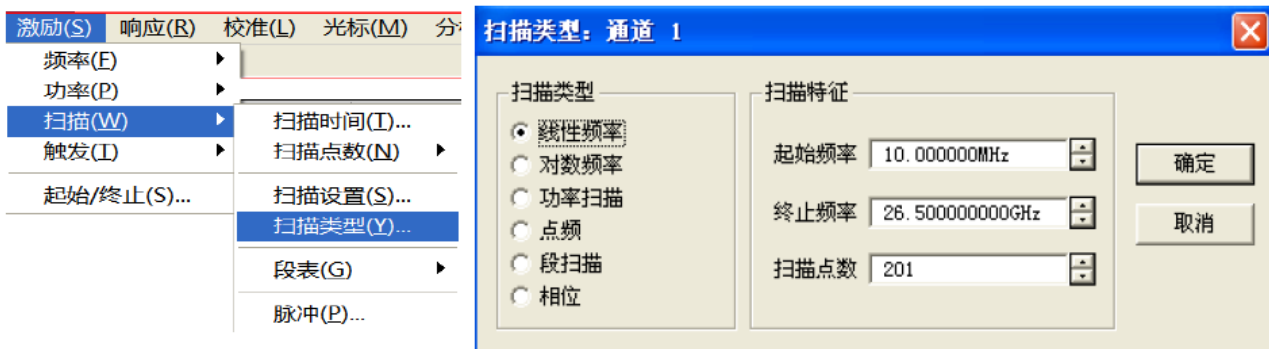 激励(S) 响应(R) 校准(L) 光标(M)
频率(F)
功率(P)
扫描(W)
触发(T)
起始/终止(S)...
扫描时间(T)...
扫描点数(N)
扫描设置(S)...
扫描类型(Y)...
段表(G)
脉冲(P)...
扫描类型：通道 1
扫描类型
线性频率
对数频率
功率扫描
点频
段扫描
相位
扫描特征
起始频率 10.000000MHz
终止频率 26.500000000GHz
扫描点数 201
确定
取消